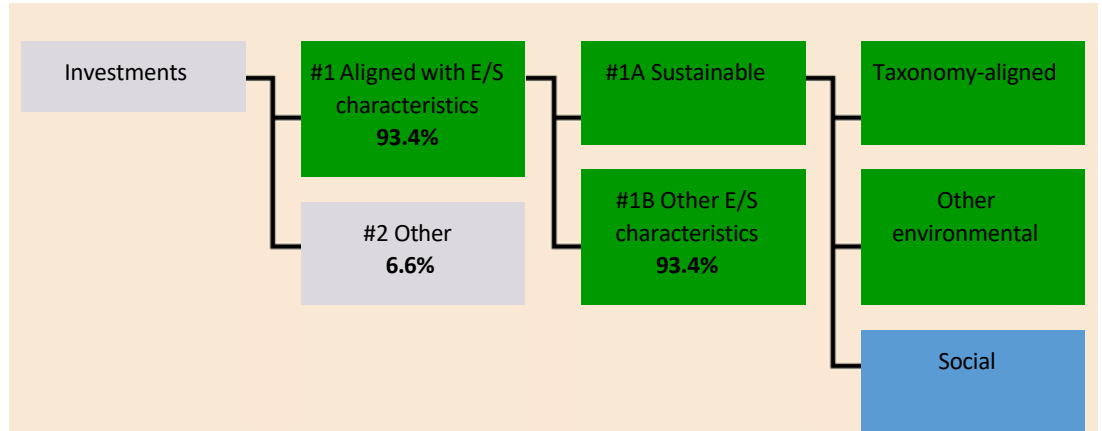 Investments
#1 Aligned with E/S
characteristics
93.4%
#2 Other
6.6%
#1A Sustainable
#1B Other E/S
characteristics
93.4%
Taxonomy-aligned
Other
environmental
Social